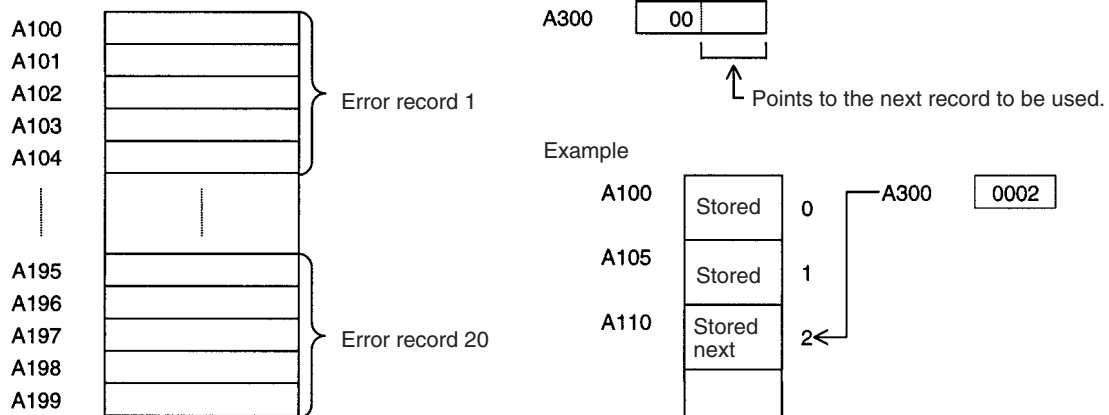 A100
A101
A102
A103
A104
Error record 1
A195
A196
A197
A198
A199
Error record 20
A300 00
Points to the next record to be used.
Example
A100 Stored 0
A300 0002
A105 Stored 1
A110 Stored next 2